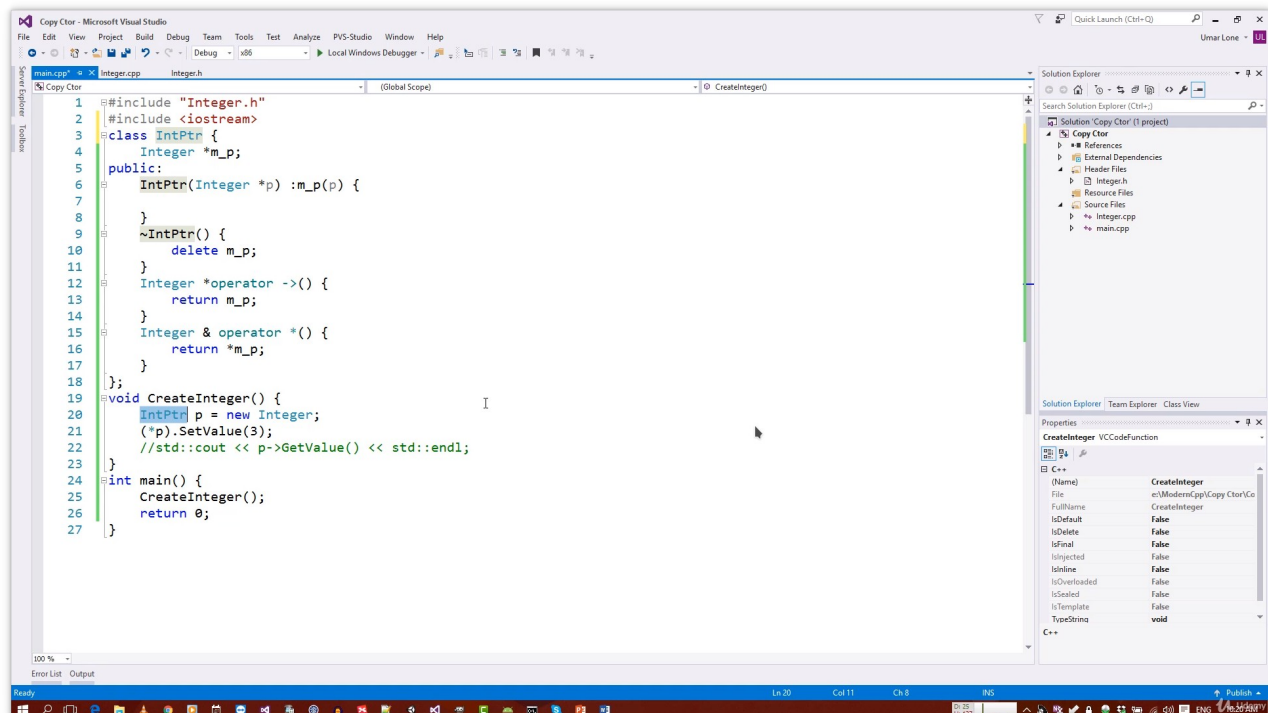 Copy Ctor - Microsoft Visual Studio
Quick Launch (Ctrl+Q)
File Edit View Project Build Debug Team Tools Test Analyze PVS-Studio Window Help
Umar Lone UL
Debug x86 Local Windows Debugger
Server Explorer
Toolbox
main.cpp* Integer.cpp Integer.h
Copy Ctor (Global Scope) CreateInteger()
1 #include "Integer.h"
2 #include <iostream>
3 class IntPtr {
4 Integer *m_p;
5 public:
6 IntPtr(Integer *p) :m_p(p) {
7
8 }
9 ~IntPtr() {
10 delete m_p;
11 }
12 Integer *operator ->() {
13 return m_p;
14 }
15 Integer & operator *() {
16 return *m_p;
17 }
18 };
19 void CreateInteger() {
20 IntPtr p = new Integer;
21 (*p).SetValue(3);
22 //std::cout << p->GetValue() << std::endl;
23 }
24 int main() {
25 CreateInteger();
26 return 0;
27 }
100 %
Error List Output
Solution Explorer
Search Solution Explorer (Ctrl+;)
Solution 'Copy Ctor' (1 project)
Copy Ctor
References
External Dependencies
Header Files
Integer.h
Resource Files
Source Files
Integer.cpp
main.cpp
Solution Explorer Team Explorer Class View
Properties
CreateInteger VCCodeFunction
C++
(Name) CreateInteger
File e:\ModernCpp\Copy Ctor\Co
FullName CreateInteger
IsDefault False
IsDelete False
IsFinal False
IsInjected False
IsInline False
IsOverloaded False
IsSealed False
IsTemplate False
TypeString void
C++
Ready Ln 20 Col 11 Ch 8 INS Publish
ENG 10:20 AM
Udemy